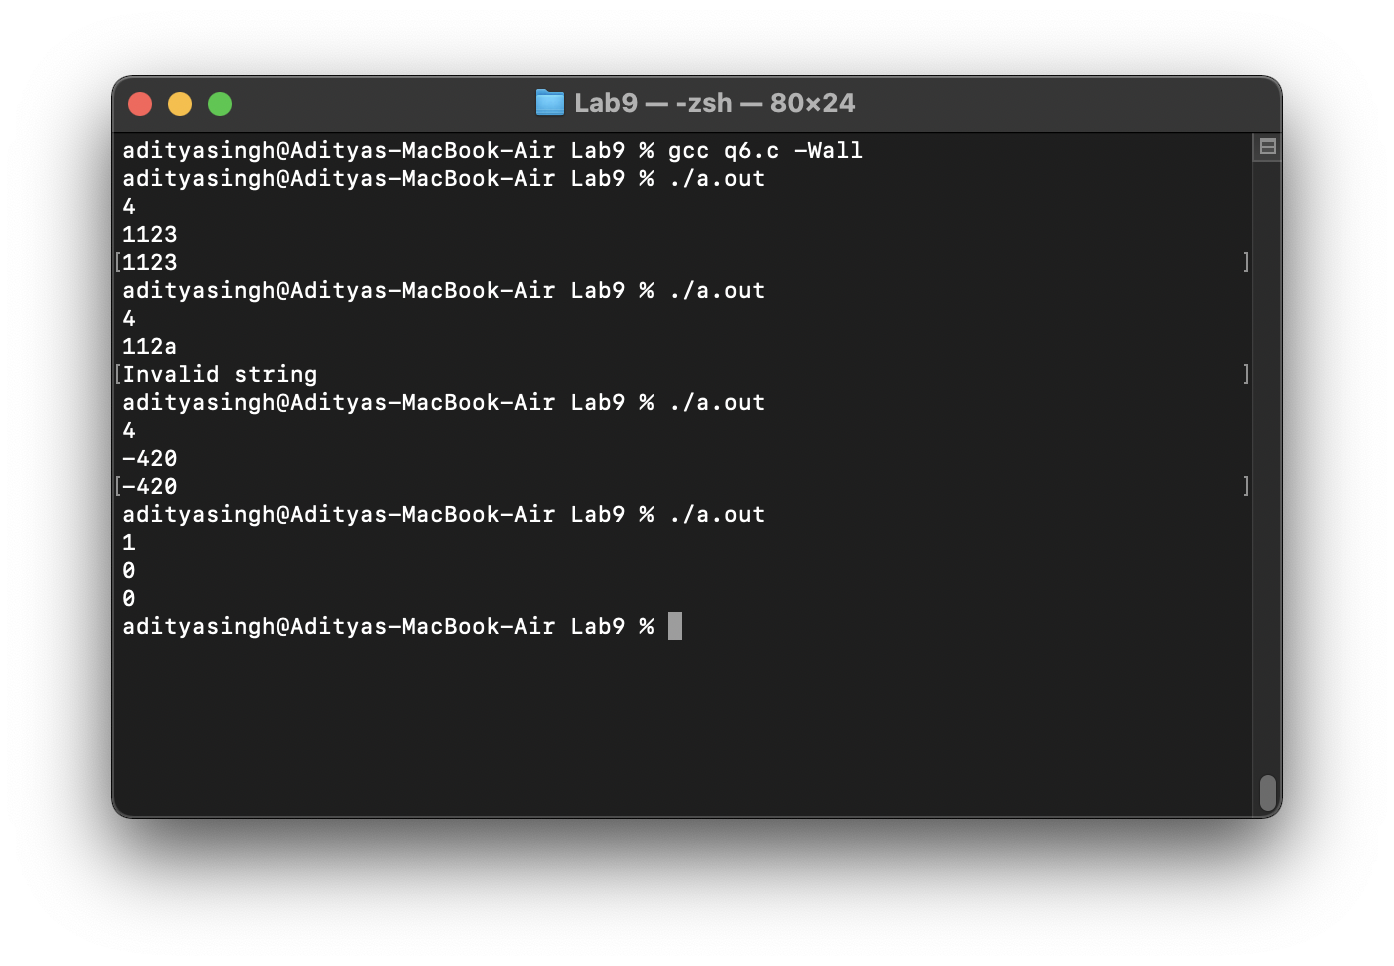 Lab9 — -zsh — 80×24
adityasingh@Adityas-MacBook-Air Lab9 % gcc q6.c -Wall
adityasingh@Adityas-MacBook-Air Lab9 % ./a.out
4
1123
[1123 ]
adityasingh@Adityas-MacBook-Air Lab9 % ./a.out
4
112a
[Invalid string ]
adityasingh@Adityas-MacBook-Air Lab9 % ./a.out
4
-420
[-420 ]
adityasingh@Adityas-MacBook-Air Lab9 % ./a.out
1
0
0
adityasingh@Adityas-MacBook-Air Lab9 %